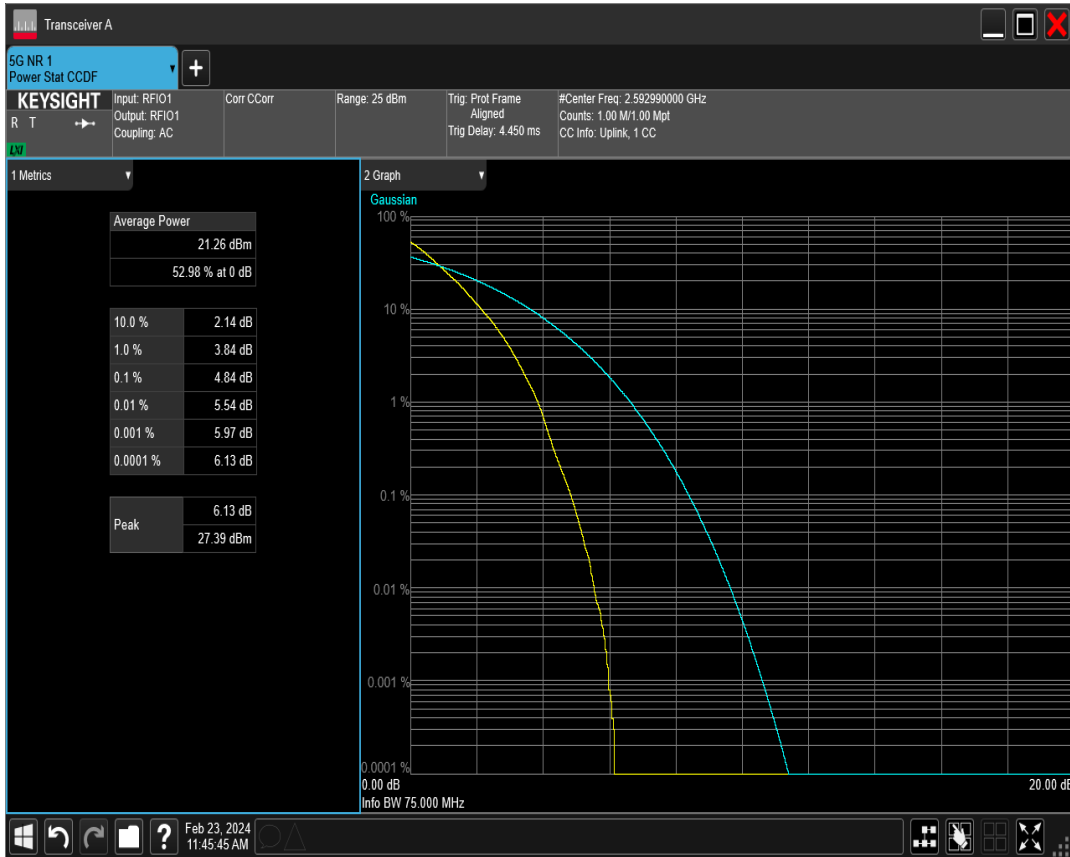 Transceiver A
5G NR 1
Power Stat CCDF
KEYSIGHT
R T
LXI
Input: RFIO1
Output: RFIO1
Coupling: AC
Corr CCorr
Range: 25 dBm
Trig: Prot Frame
Aligned
Trig Delay: 4.450 ms
#Center Freq: 2.592990000 GHz
Counts: 1.00 M/1.00 Mpt
CC Info: Uplink, 1 CC
1 Metrics
Average Power
21.26 dBm
52.98 % at 0 dB
10.0 % 2.14 dB
1.0 % 3.84 dB
0.1 % 4.84 dB
0.01 % 5.54 dB
0.001 % 5.97 dB
0.0001 % 6.13 dB
Peak
6.13 dB
27.39 dBm
2 Graph
Gaussian
100 %
10 %
1 %
0.1 %
0.01 %
0.001 %
0.0001 %
0.00 dB 20.00 dB
Info BW 75.000 MHz
?
Feb 23, 2024
11:45:45 AM